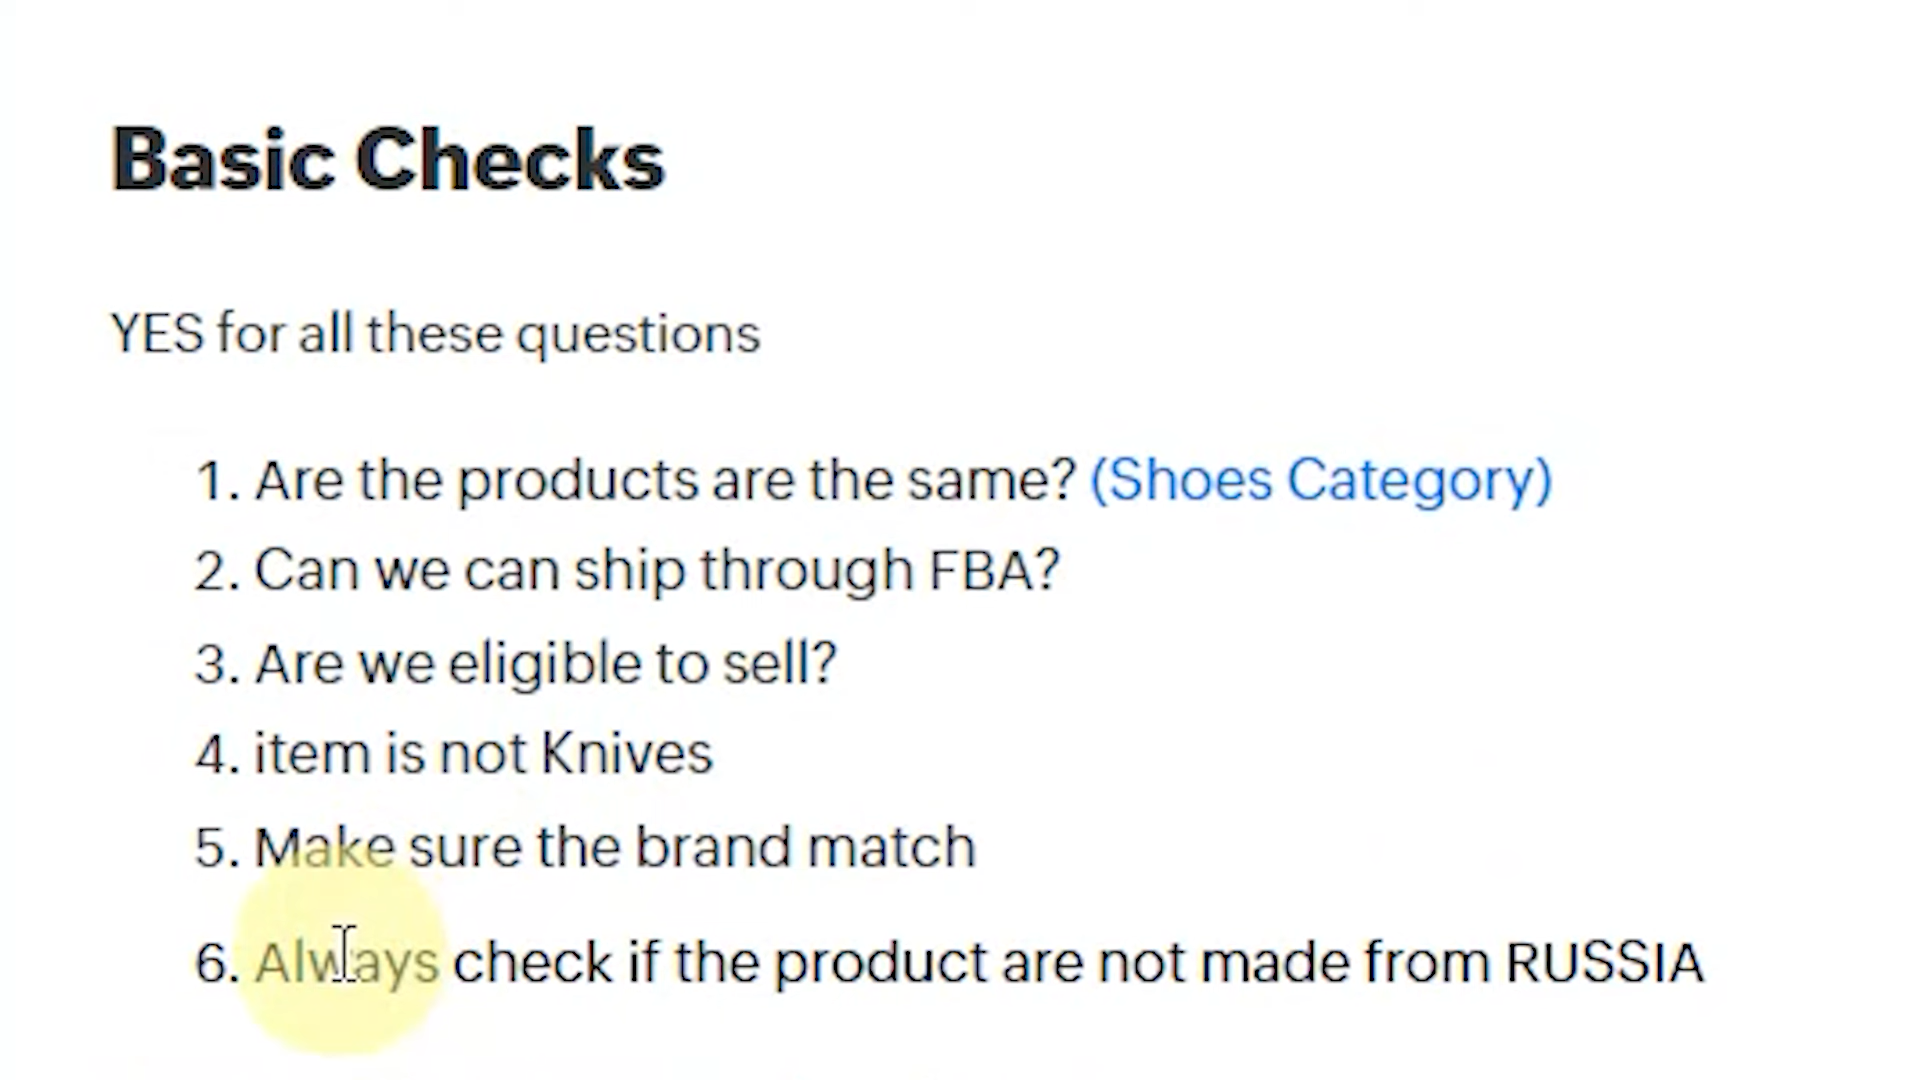 Basic Checks
YES for all these questions
1. Are the products are the same? (Shoes Category)
2. Can we can ship through FBA?
3. Are we eligible to sell?
4. item is not Knives
5. Make sure the brand match
6. Always check if the product are not made from RUSSIA